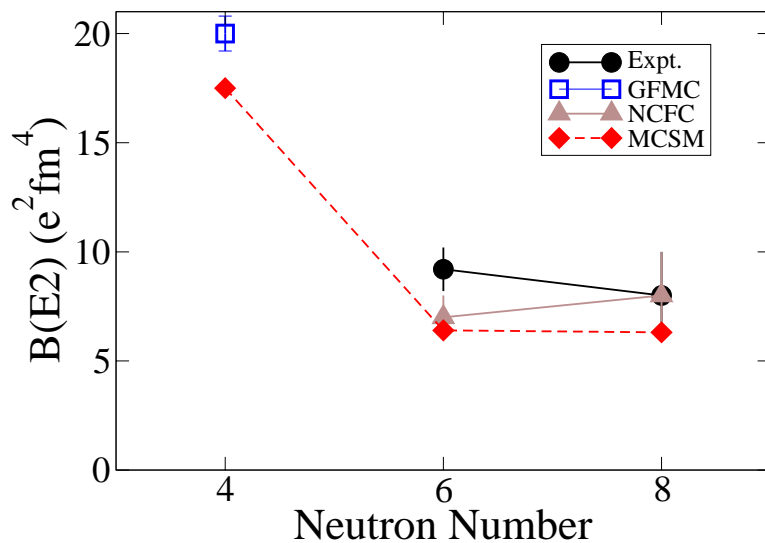 20
15
10
5
0
B(E2) (e²fm⁴)
Expt.
GFMC
NCFC
MCSM
4
6
8
Neutron Number